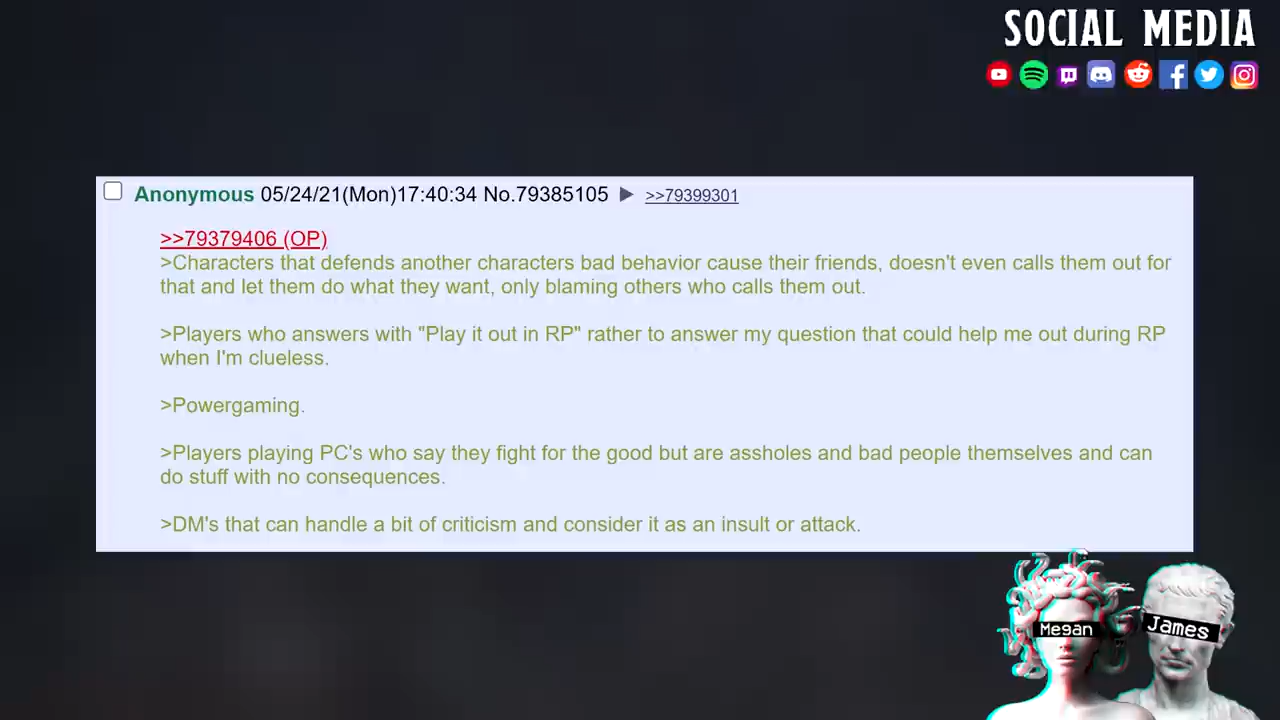 SOCIAL MEDIA
Anonymous 05/24/21(Mon)17:40:34 No.79385105 ▶ >>79399301
>>79379406 (OP)
>Characters that defends another characters bad behavior cause their friends, doesn't even calls them out for
that and let them do what they want, only blaming others who calls them out.
>Players who answers with "Play it out in RP" rather to answer my question that could help me out during RP
when I'm clueless.
>Powergaming.
>Players playing PC's who say they fight for the good but are assholes and bad people themselves and can
do stuff with no consequences.
>DM's that can handle a bit of criticism and consider it as an insult or attack.
Megan
James